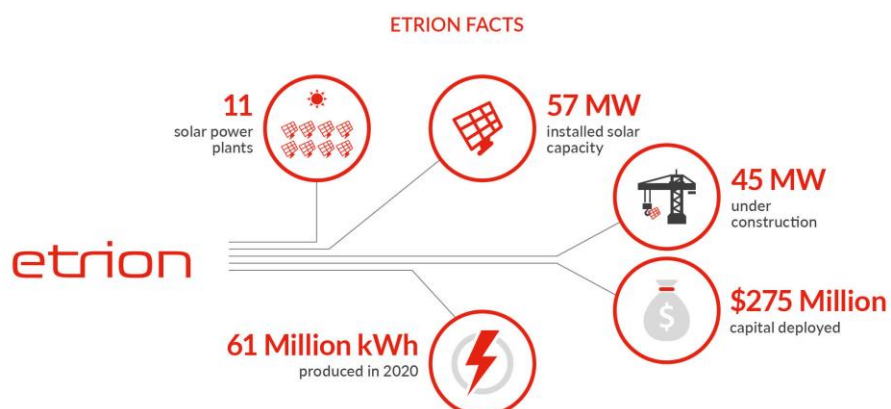 ETRION FACTS
11
solar power
plants
57 MW
installed solar
capacity
45 MW
under
construction
etrion
$275 Million
capital deployed
61 Million kWh
produced in 2020
$